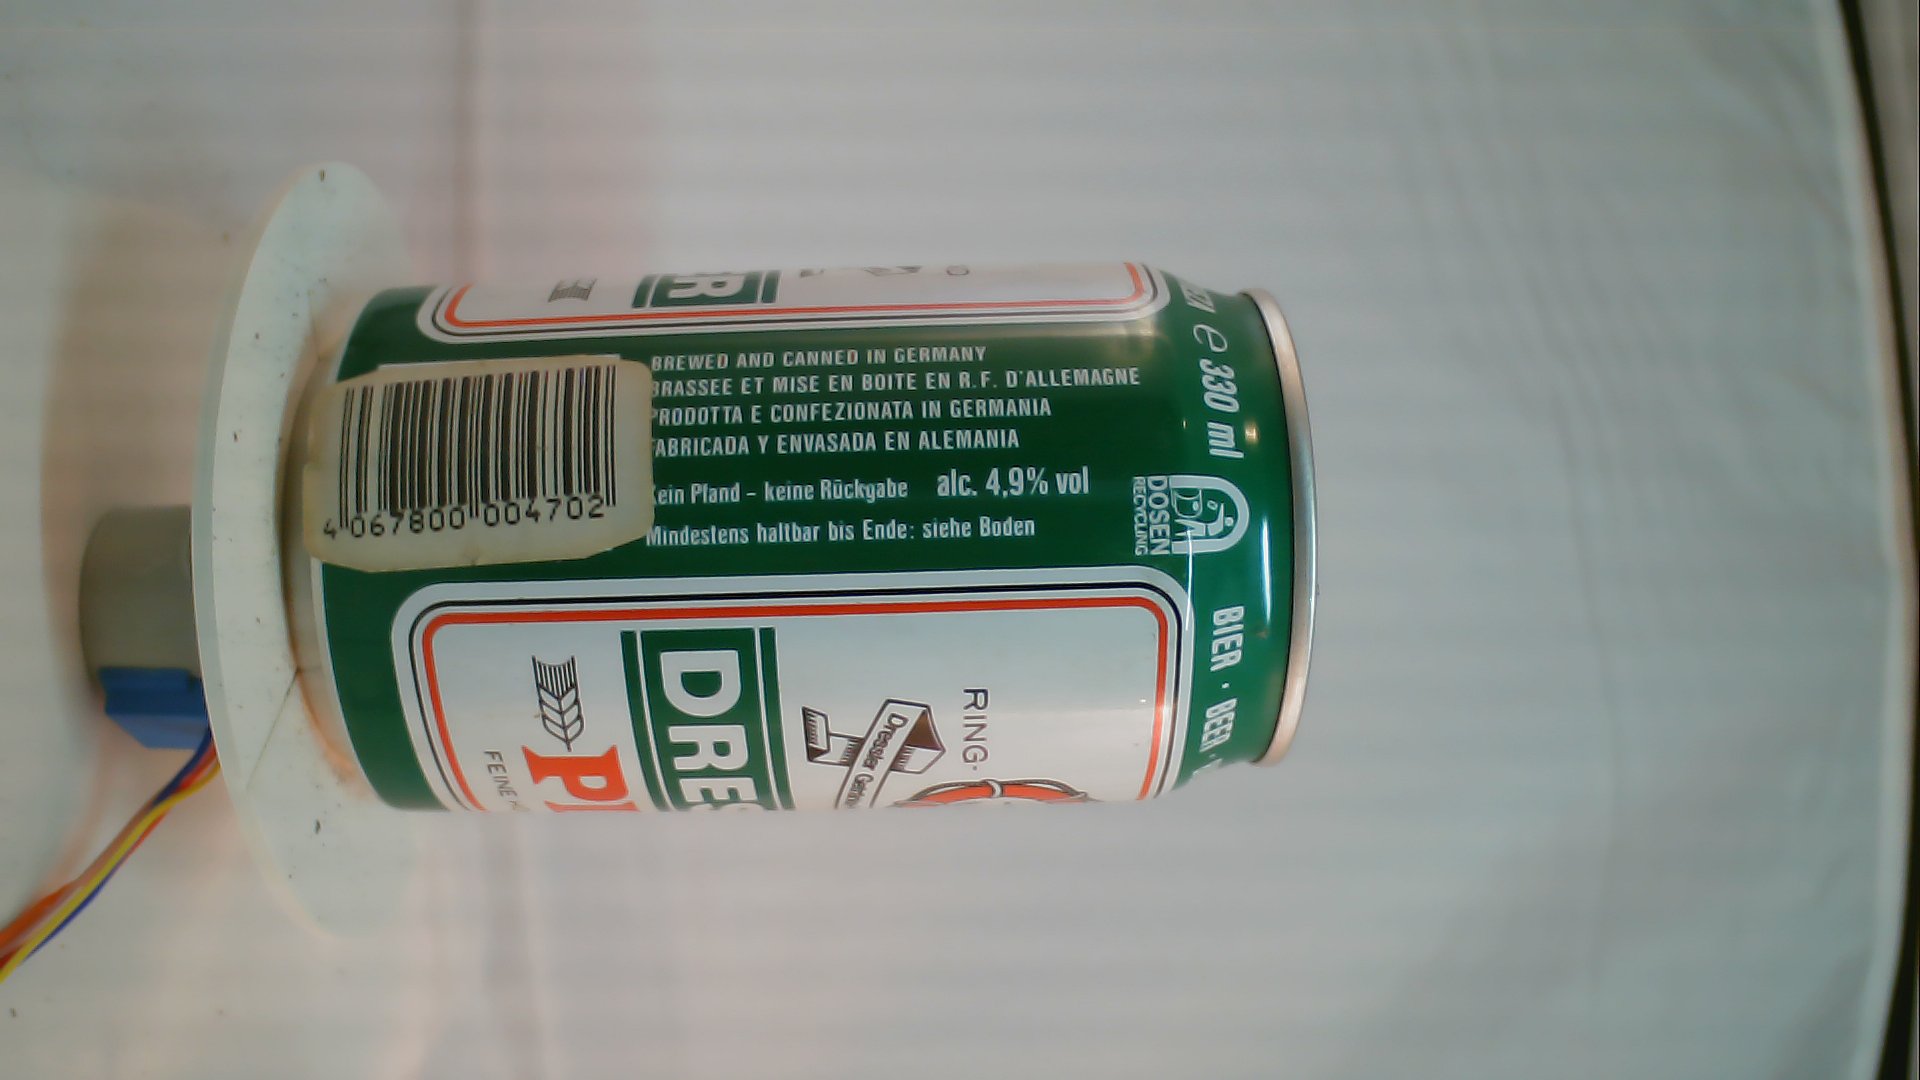 BREWED AND CANNED IN GERMANY
BRASSEE ET MISE EN BOITE EN R.F. D'ALLEMAGNE
PRODOTTA E CONFEZIONATA IN GERMANIA
FABRICADA Y ENVASADA EN ALEMANIA
Kein Pfand – keine Rückgabe alc. 4,9% vol
Mindestens haltbar bis Ende: siehe Boden
4 067800 004702
e 330 ml
DOSEN
RECYCLING
BIER · BEER ·
RING-
Dressler
DRES
FEINE